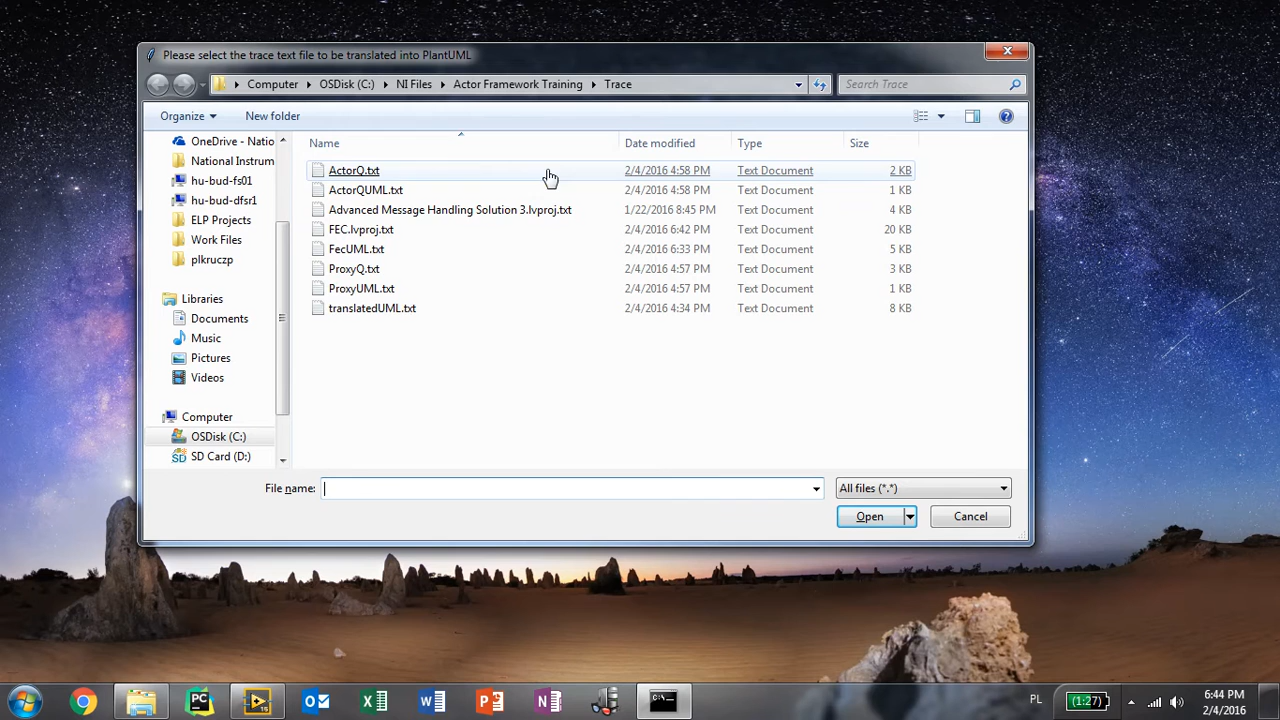 Please select the trace text file to be translated into PlantUML
Computer OSDisk (C:) NI Files Actor Framework Training Trace Search Trace
Organize New folder
OneDrive - Natio
National Instrum
hu-bud-fs01
hu-bud-dfsr1
ELP Projects
Work Files
plkruczp
Libraries
Documents
Music
Pictures
Videos
Computer
OSDisk (C:)
SD Card (D:)
Name Date modified Type Size
ActorQ.txt 2/4/2016 4:58 PM Text Document 2 KB
ActorQUML.txt 2/4/2016 4:58 PM Text Document 1 KB
Advanced Message Handling Solution 3.lvproj.txt 1/22/2016 8:45 PM Text Document 4 KB
FEC.lvproj.txt 2/4/2016 6:42 PM Text Document 20 KB
FecUML.txt 2/4/2016 6:33 PM Text Document 5 KB
ProxyQ.txt 2/4/2016 4:57 PM Text Document 3 KB
ProxyUML.txt 2/4/2016 4:57 PM Text Document 1 KB
translatedUML.txt 2/4/2016 4:34 PM Text Document 8 KB
File name: All files (*.*)
Open Cancel
PL (1:27) 6:44 PM
2/4/2016